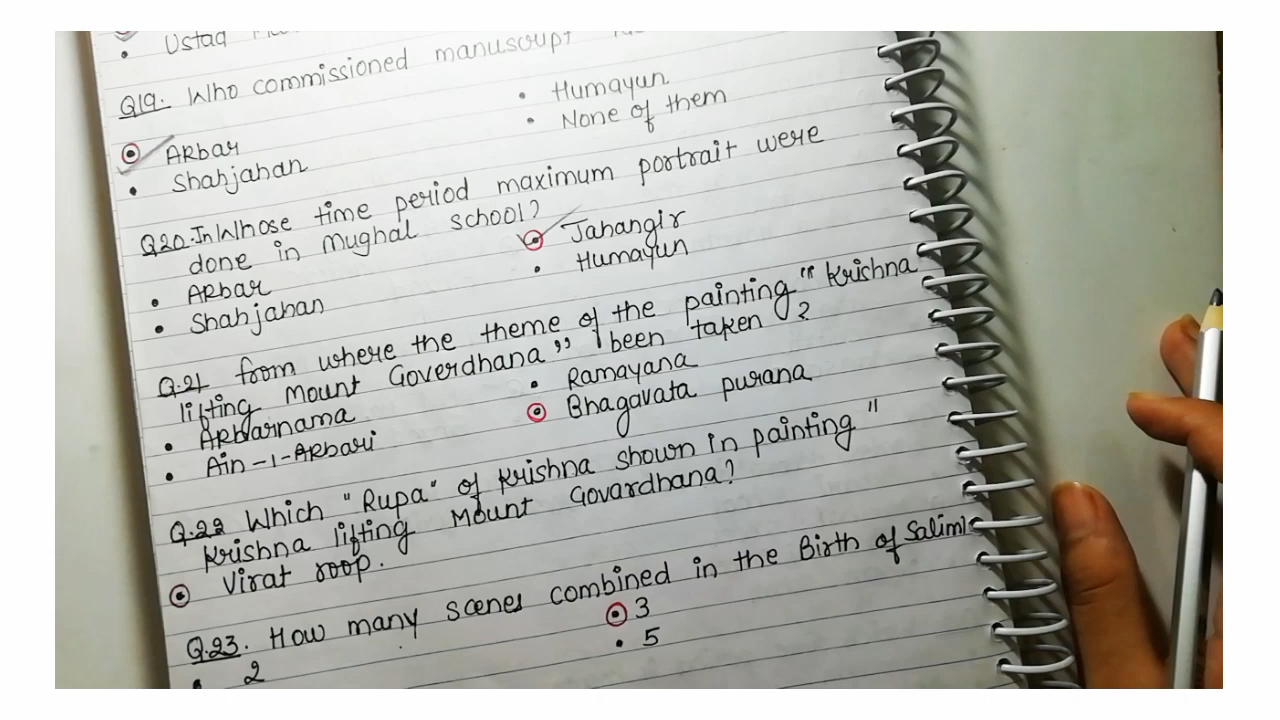 Ustad
Q19. Who commissioned manuscript
• Akbar
• Shahjahan
• Humayun
• None of them
Q20. In Whose time period maximum portrait were
done in Mughal school?
• Akbar
• Shahjahan
• Jahangir
• Humayun
Q.21 from where the theme of the painting "Krishna
lifting Mount Goverdhana" been taken?
• Akbarnama
• Ain-i-Akbari
• Ramayana
• Bhagavata purana
Q.22 Which "Rupa" of Krishna shown in painting "
Krishna lifting Mount Govardhana?
• Virat roop.
Q.23. How many scenes combined in the Birth of Salim
• 2
• 3
• 5